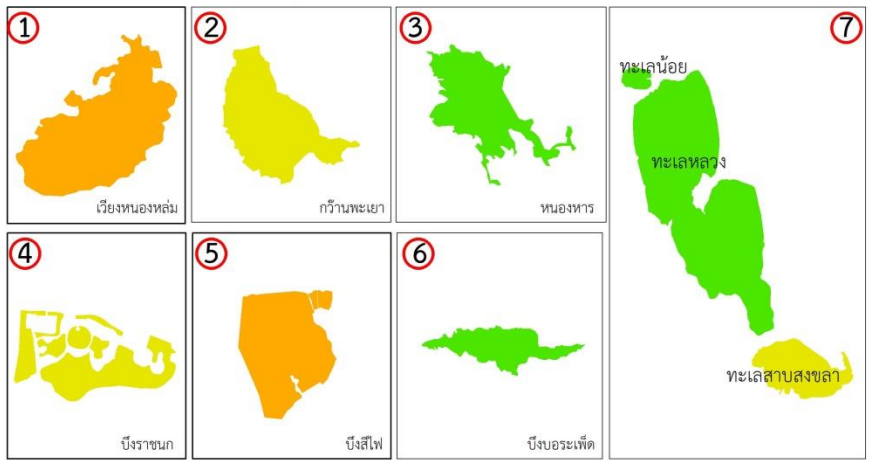 1
เวียงหนองหล่ม
2
กว๊านพะเยา
3
หนองหาร
4
บึงราชนก
5
บึงสีไฟ
6
บึงบอระเพ็ด
7
ทะเลน้อย
ทะเลหลวง
ทะเลสาบสงขลา